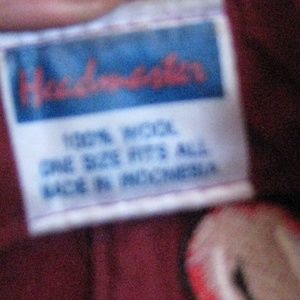 Headmaster
100% WOOL
ONE SIZE FITS ALL
MADE IN INDONESIA